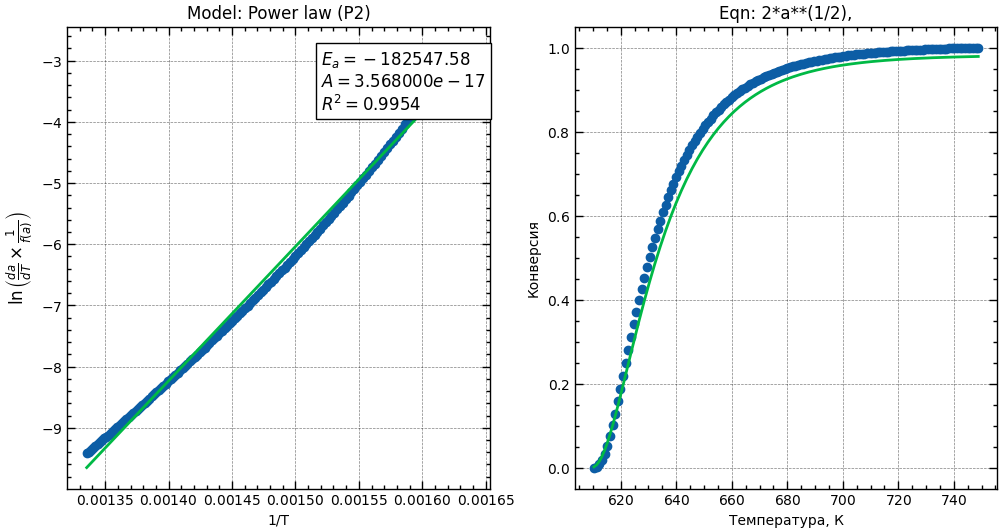 Model: Power law (P2)
Eqn: 2*a**(1/2),
E_a = −182547.58
A = 3.568000e − 17
R² = 0.9954
ln(da/dT × 1/f(a))
−3
−4
−5
−6
−7
−8
−9
0.00135 0.00140 0.00145 0.00150 0.00155 0.00160 0.00165
1/T
Конверсия
1.0
0.8
0.6
0.4
0.2
0.0
620 640 660 680 700 720 740
Температура, К